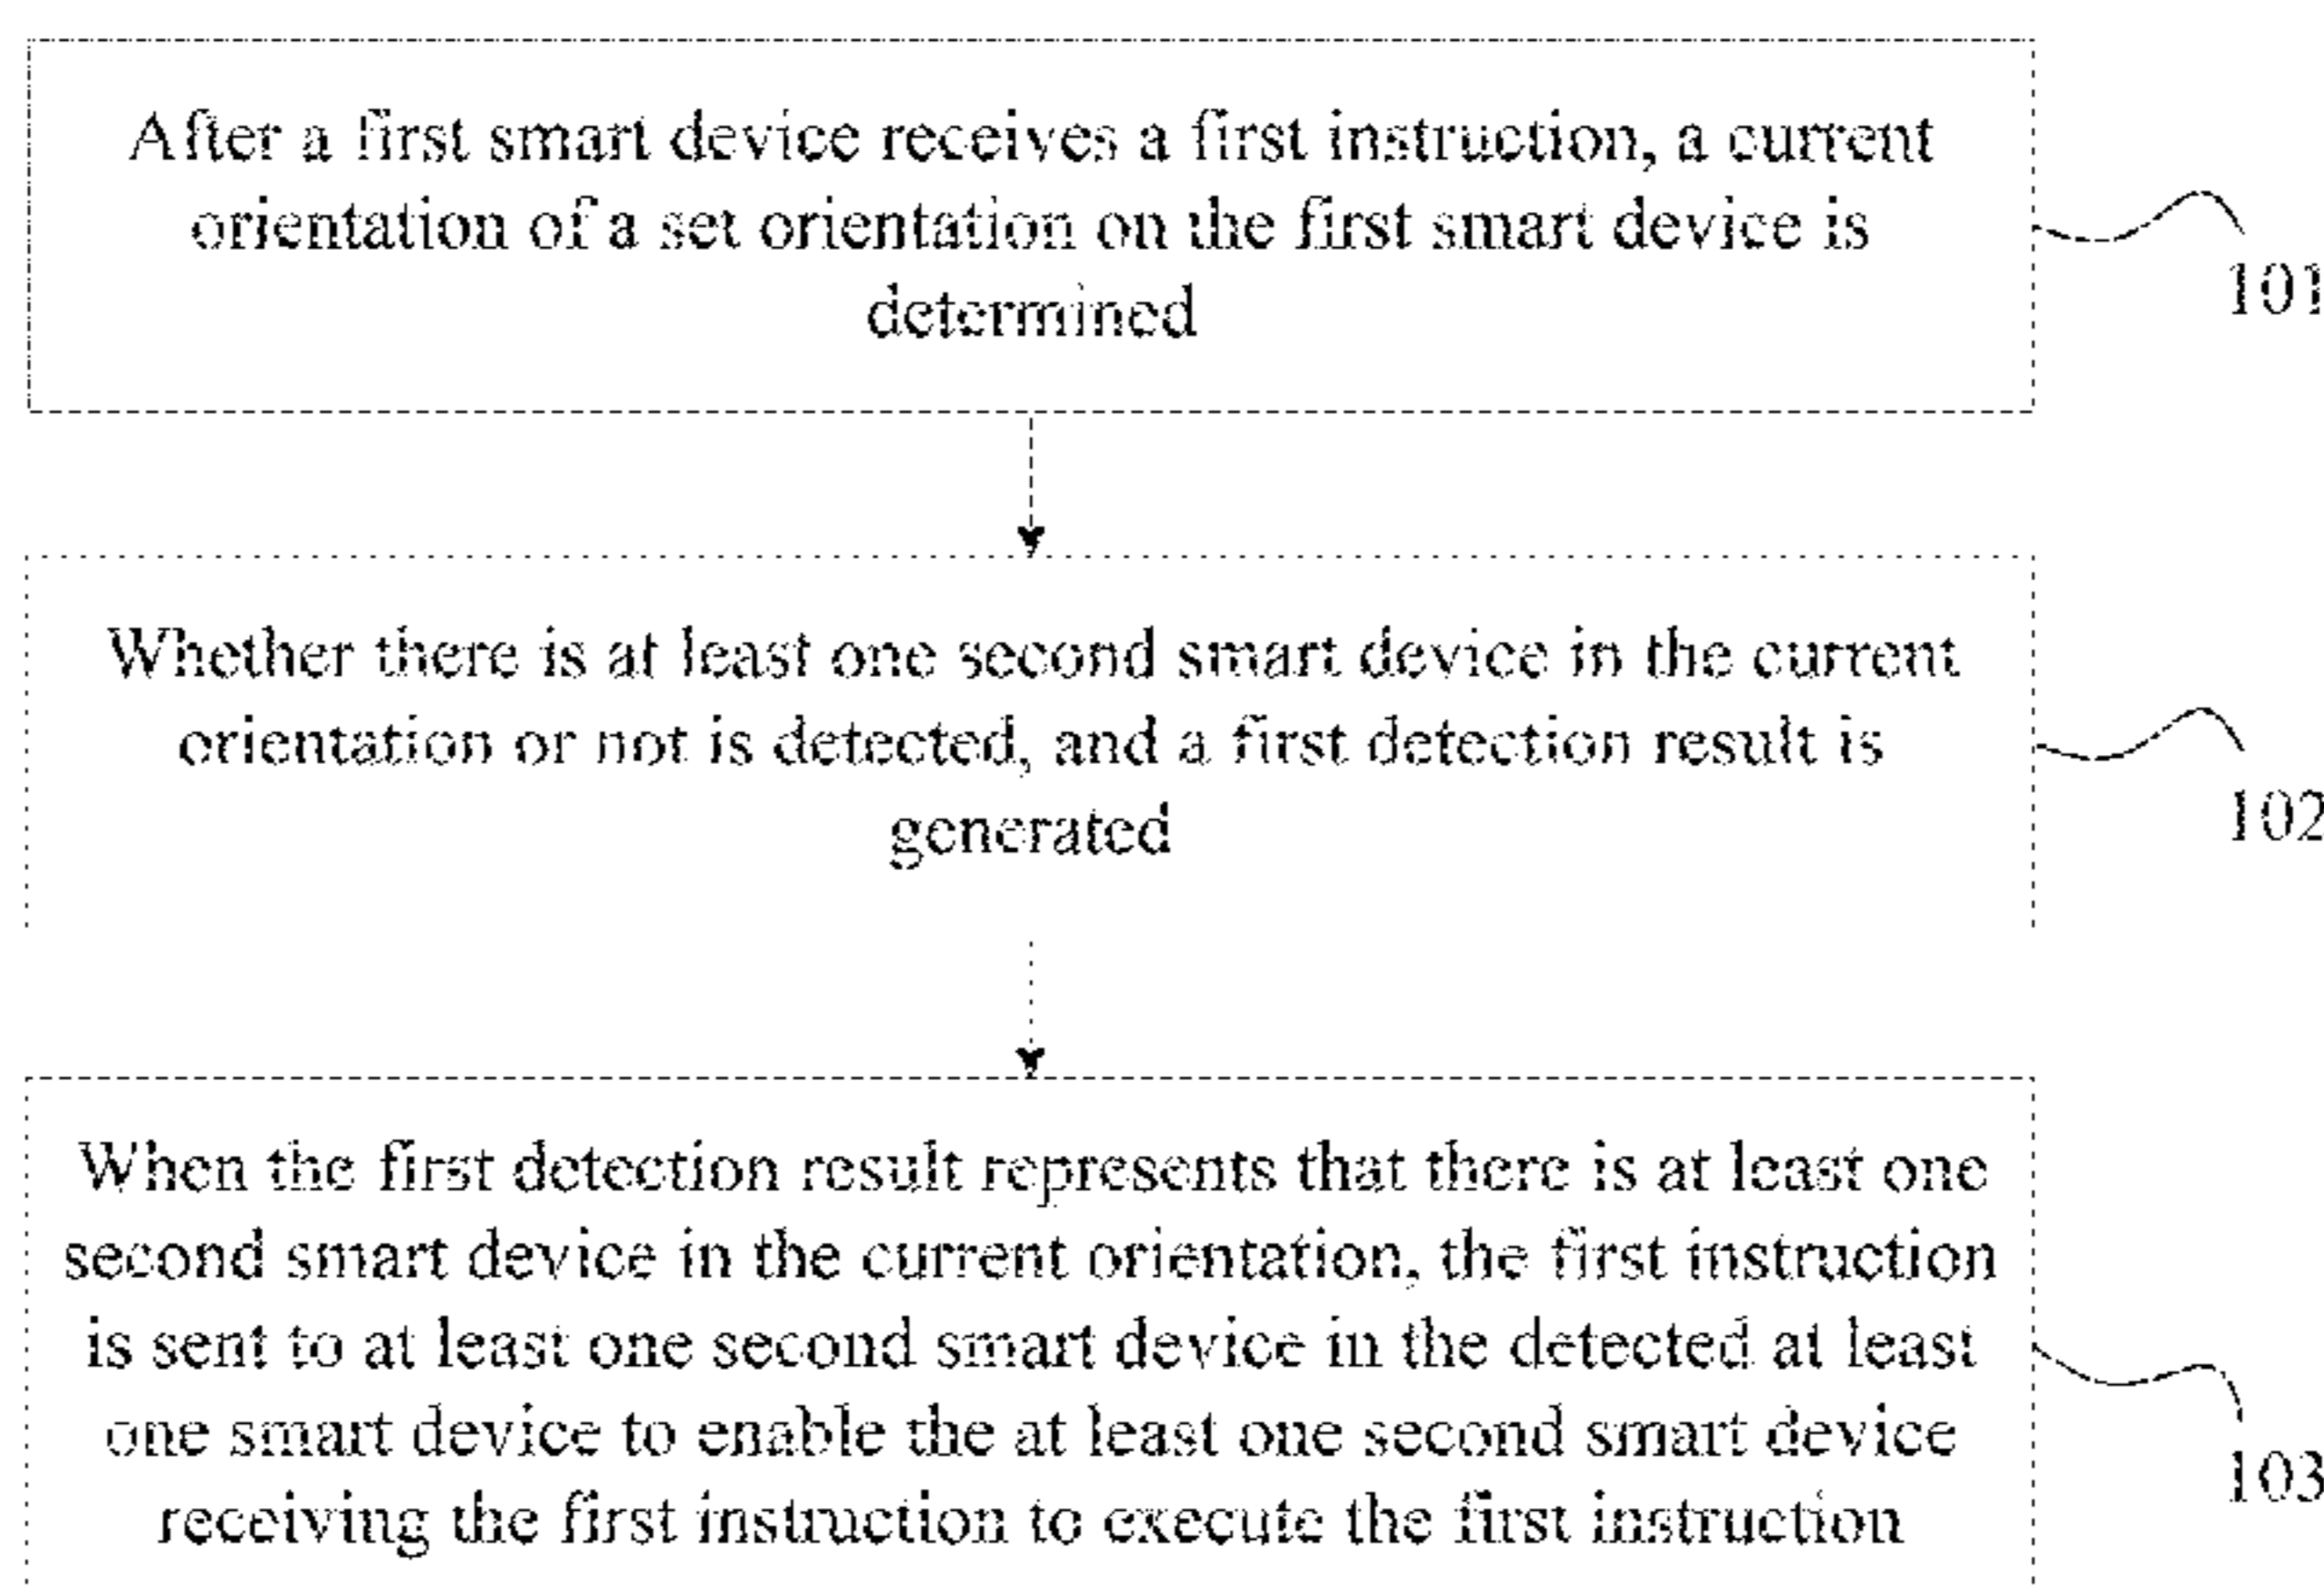 After a first smart device receives a first instruction, a current
orientation of a set orientation on the first smart device is
determined
101
Whether there is at least one second smart device in the current
orientation or not is detected, and a first detection result is
generated
102
When the first detection result represents that there is at least one
second smart device in the current orientation, the first instruction
is sent to at least one second smart device in the detected at least
one smart device to enable the at least one second smart device
receiving the first instruction to execute the first instruction
103